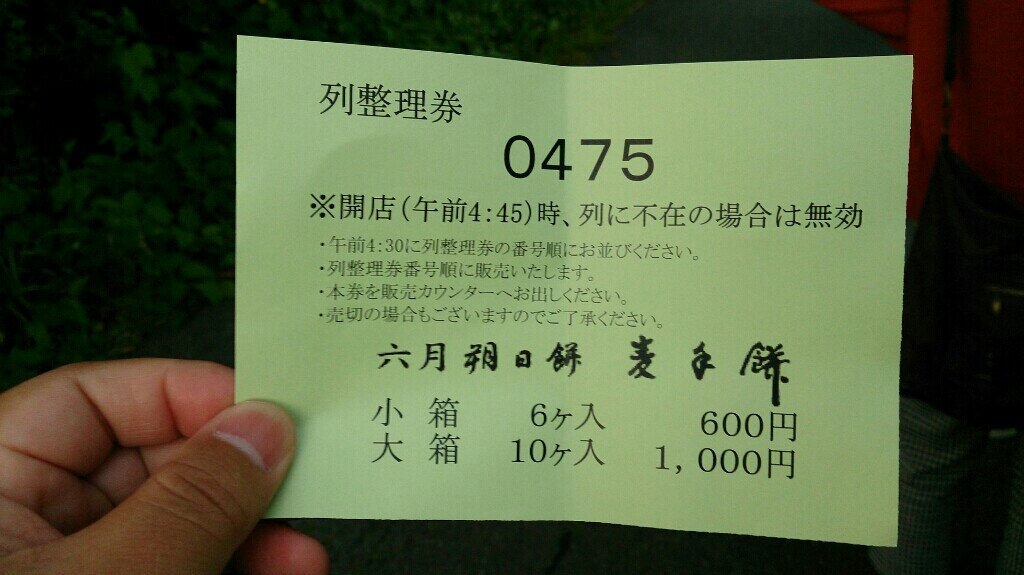 列整理券
0475
※開店(午前4:45)時、列に不在の場合は無効
・午前4:30に列整理券の番号順にお並びください。
・列整理券番号順に販売いたします。
・本券を販売カウンターへお出しください。
・売切の場合もございますのでご了承ください。
六月朔日餅 麦手餅
小箱 6ヶ入 600円
大箱 10ヶ入 1,000円